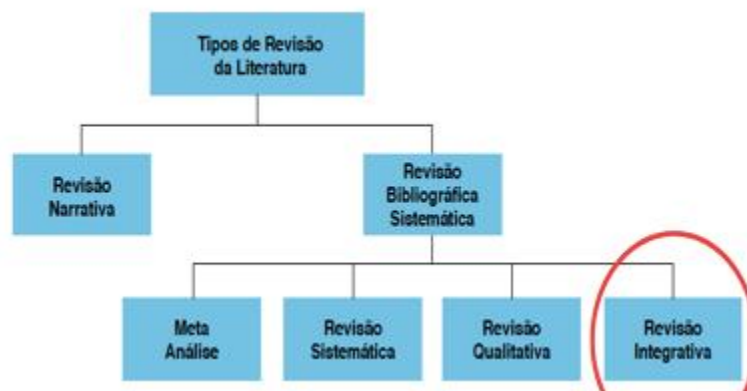 Tipos de Revisão
da Literatura
Revisão
Narrativa
Revisão
Bibliográfica
Sistemática
Meta
Análise
Revisão
Sistemática
Revisão
Qualitativa
Revisão
Integrativa